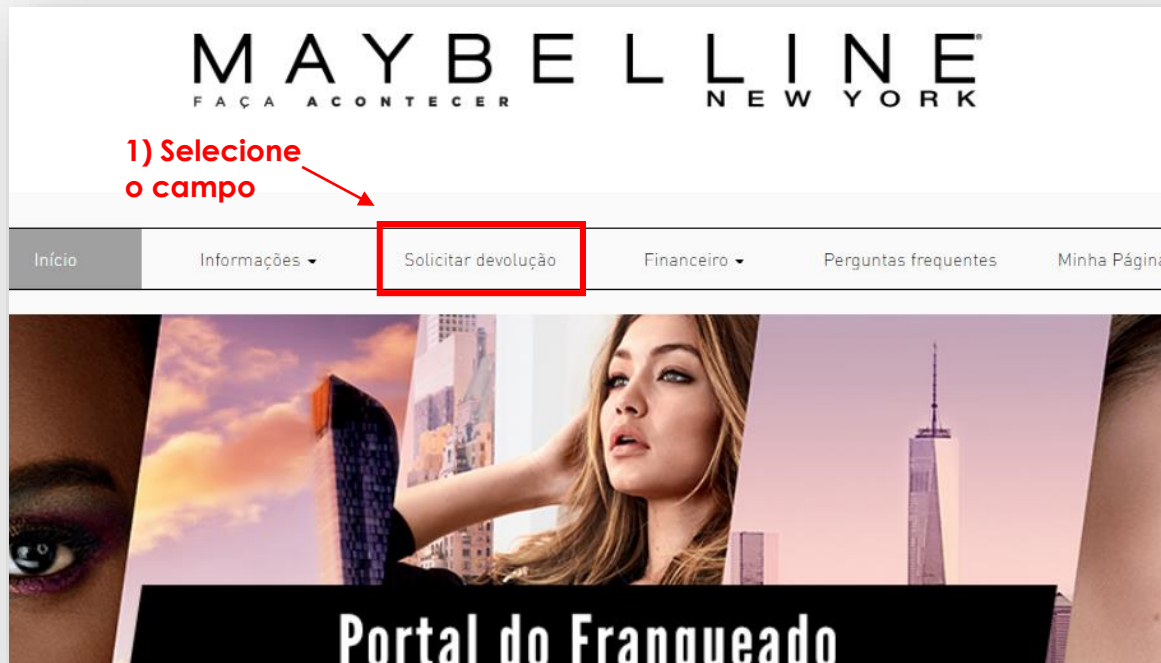 MAYBELLINE
FAÇA ACONTECER NEW YORK
1) Selecione
o campo
Início Informações Solicitar devolução Financeiro Perguntas frequentes Minha Página
Portal do Franqueado